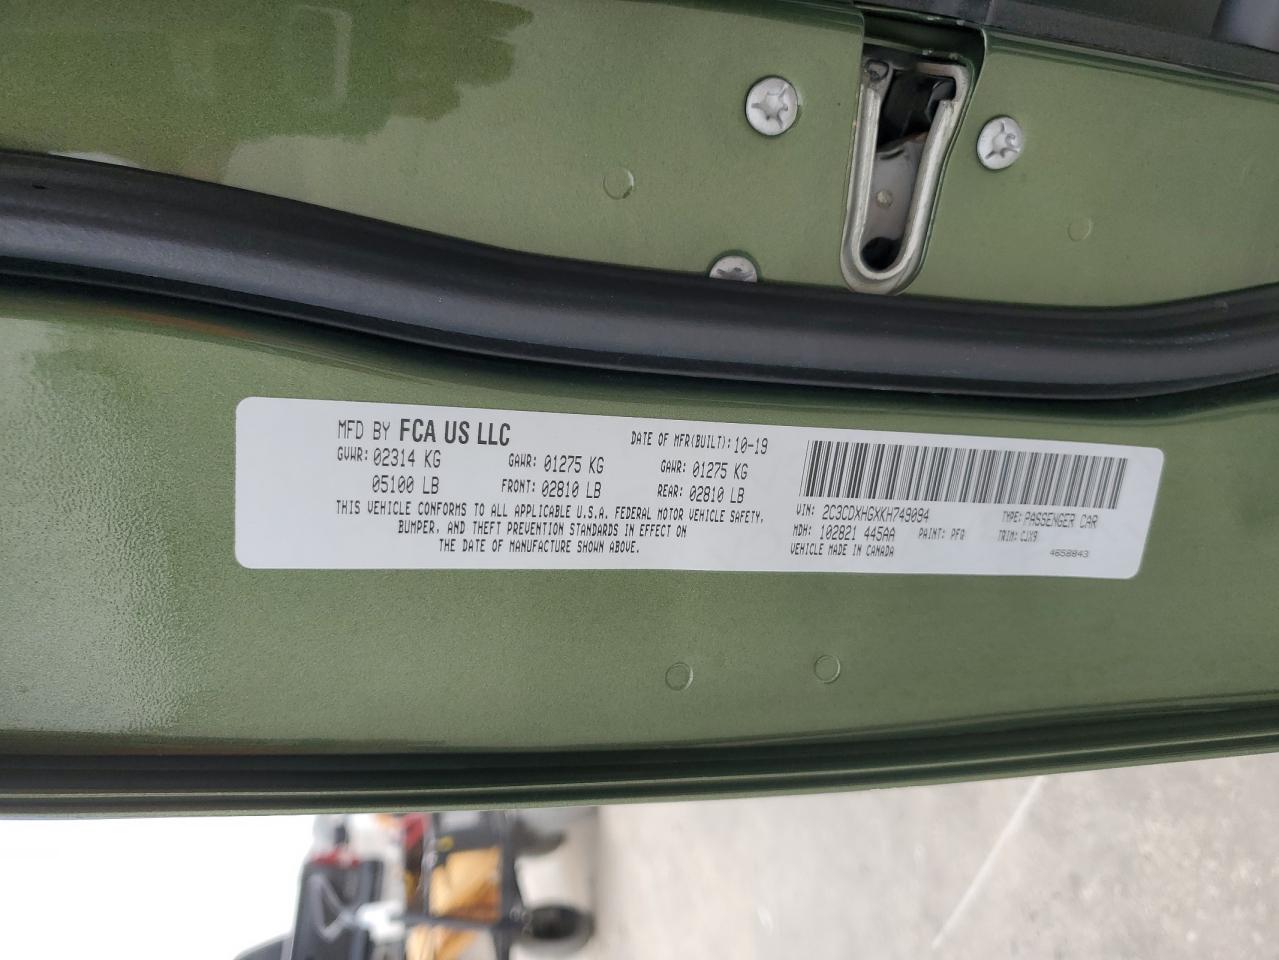 MFD BY FCA US LLC DATE OF MFR(BUILT): 10-19
GVWR: 02314 KG GAWR: 01275 KG GAWR: 01275 KG
05100 LB FRONT: 02810 LB REAR: 02810 LB
THIS VEHICLE CONFORMS TO ALL APPLICABLE U.S.A. FEDERAL MOTOR VEHICLE SAFETY,
BUMPER, AND THEFT PREVENTION STANDARDS IN EFFECT ON
THE DATE OF MANUFACTURE SHOWN ABOVE.
VIN: 2C3CDXHGXKH749094 TYPE: PASSENGER CAR
MDH: 102821 445AA PAINT: PFQ TRIM: CJX9
VEHICLE MADE IN CANADA 4658843